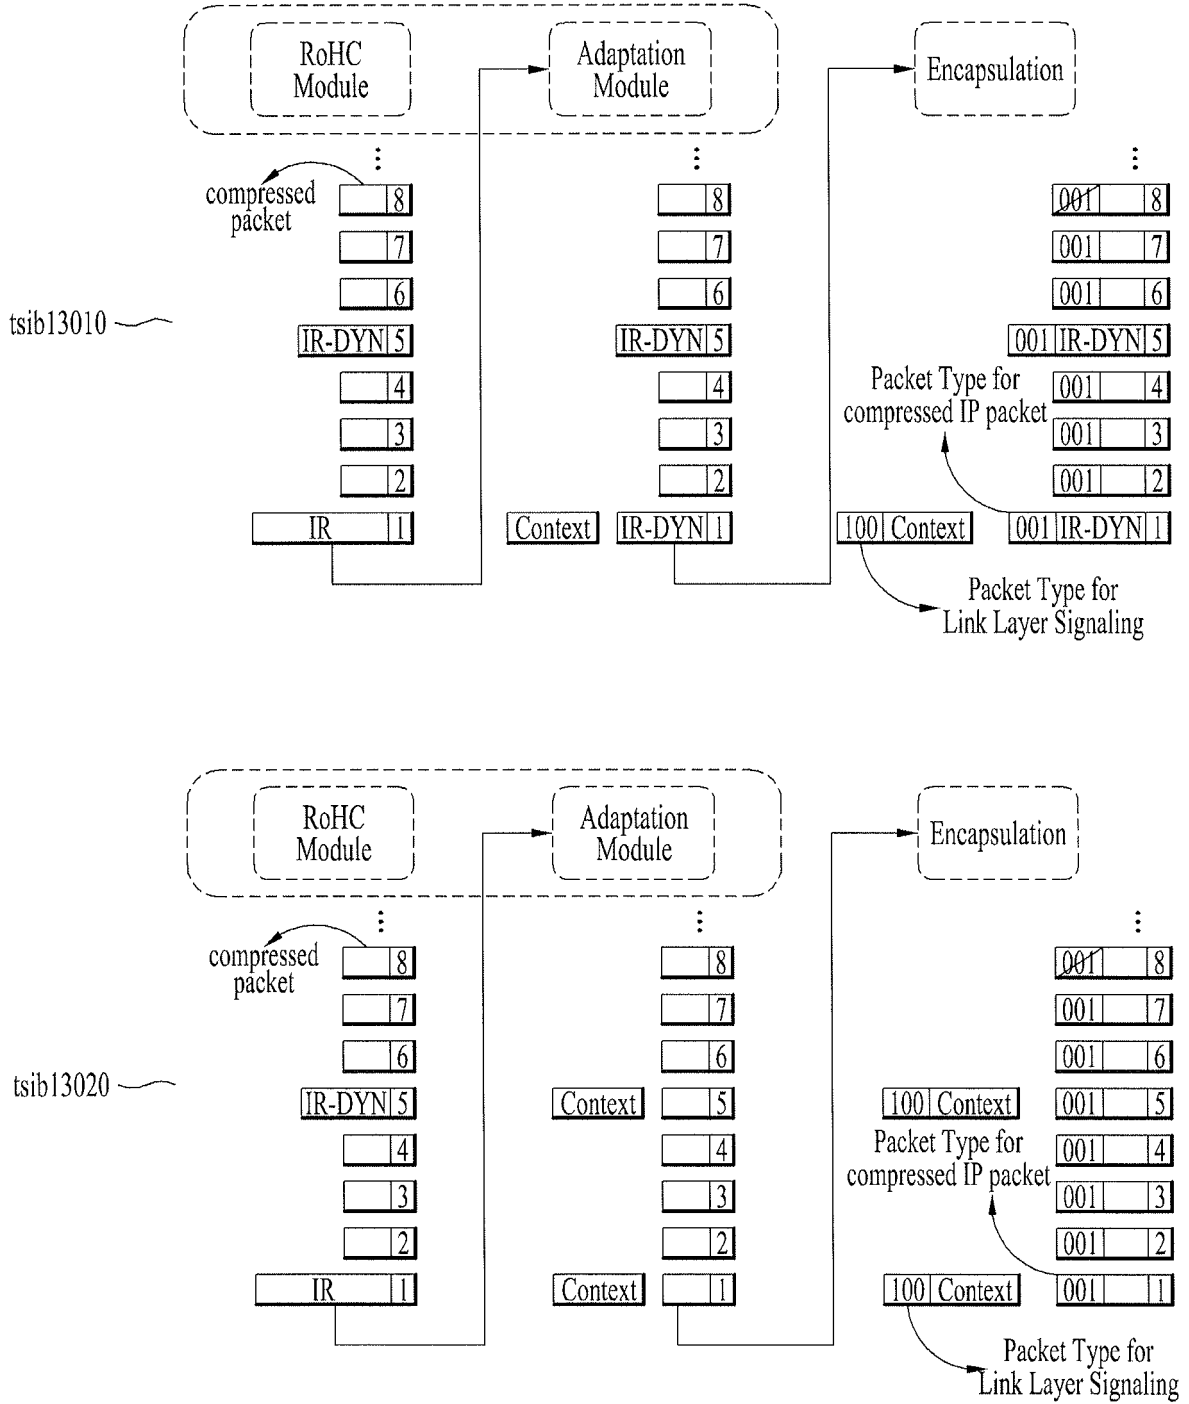 RoHC
Module
Adaptation
Module
Encapsulation
compressed
packet
8 8 001 8
7 7 001 7
6 6 001 6
tsib13010
IR-DYN 5 IR-DYN 5 001 IR-DYN 5
Packet Type for
compressed IP packet
4 4 001 4
3 3 001 3
2 2 001 2
IR 1 Context IR-DYN 1 100 Context 001 IR-DYN 1
Packet Type for
Link Layer Signaling
RoHC
Module
Adaptation
Module
Encapsulation
compressed
packet
8 8 001 8
7 7 001 7
6 6 001 6
tsib13020
IR-DYN 5 Context 5 100 Context 001 5
Packet Type for
compressed IP packet
4 4 001 4
3 3 001 3
2 2 001 2
IR 1 Context 1 100 Context 001 1
Packet Type for
Link Layer Signaling